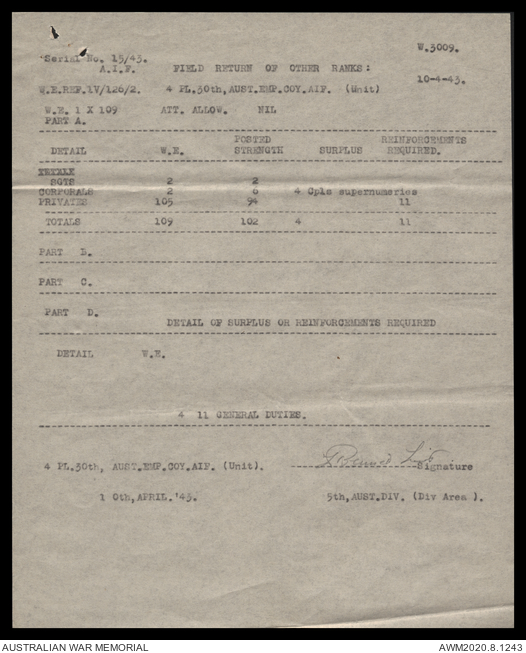 W.3009.
Serial No. 15/43.
A.I.F. FIELD RETURN OF OTHER RANKS:
10-4-43.
W.E.REF.1V/126/2. 4 PL.30th,AUST.EMP.COY.AIF. (Unit)
W.E. 1 X 109 ATT. ALLOW. NIL
PART A.
DETAIL W.E. POSTED STRENGTH SURPLUS REINFORCEMENTS REQUIRED.
SGTS 2 2
CORPORALS 2 6 4 Cpls supernumeries
PRIVATES 105 94 11
TOTALS 109 102 4 11
PART B.
PART C.
PART D.
DETAIL OF SURPLUS OR REINFORCEMENTS REQUIRED
DETAIL W.E.
4 11 GENERAL DUTIES.
4 PL.30th, AUST.EMP.COY.AIF. (Unit). Signature
1 0th,APRIL.'43. 9th,AUST.DIV. (Div Area ).
AUSTRALIAN WAR MEMORIAL AWM2020.8.1243